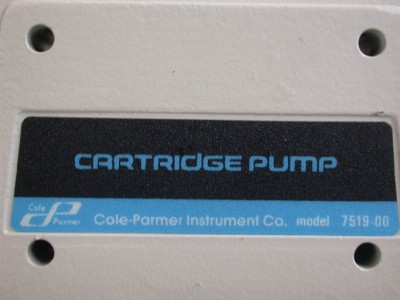 CARTRIDGE PUMP
Cole Parmer
Cole-Parmer Instrument Co. model 7519-00